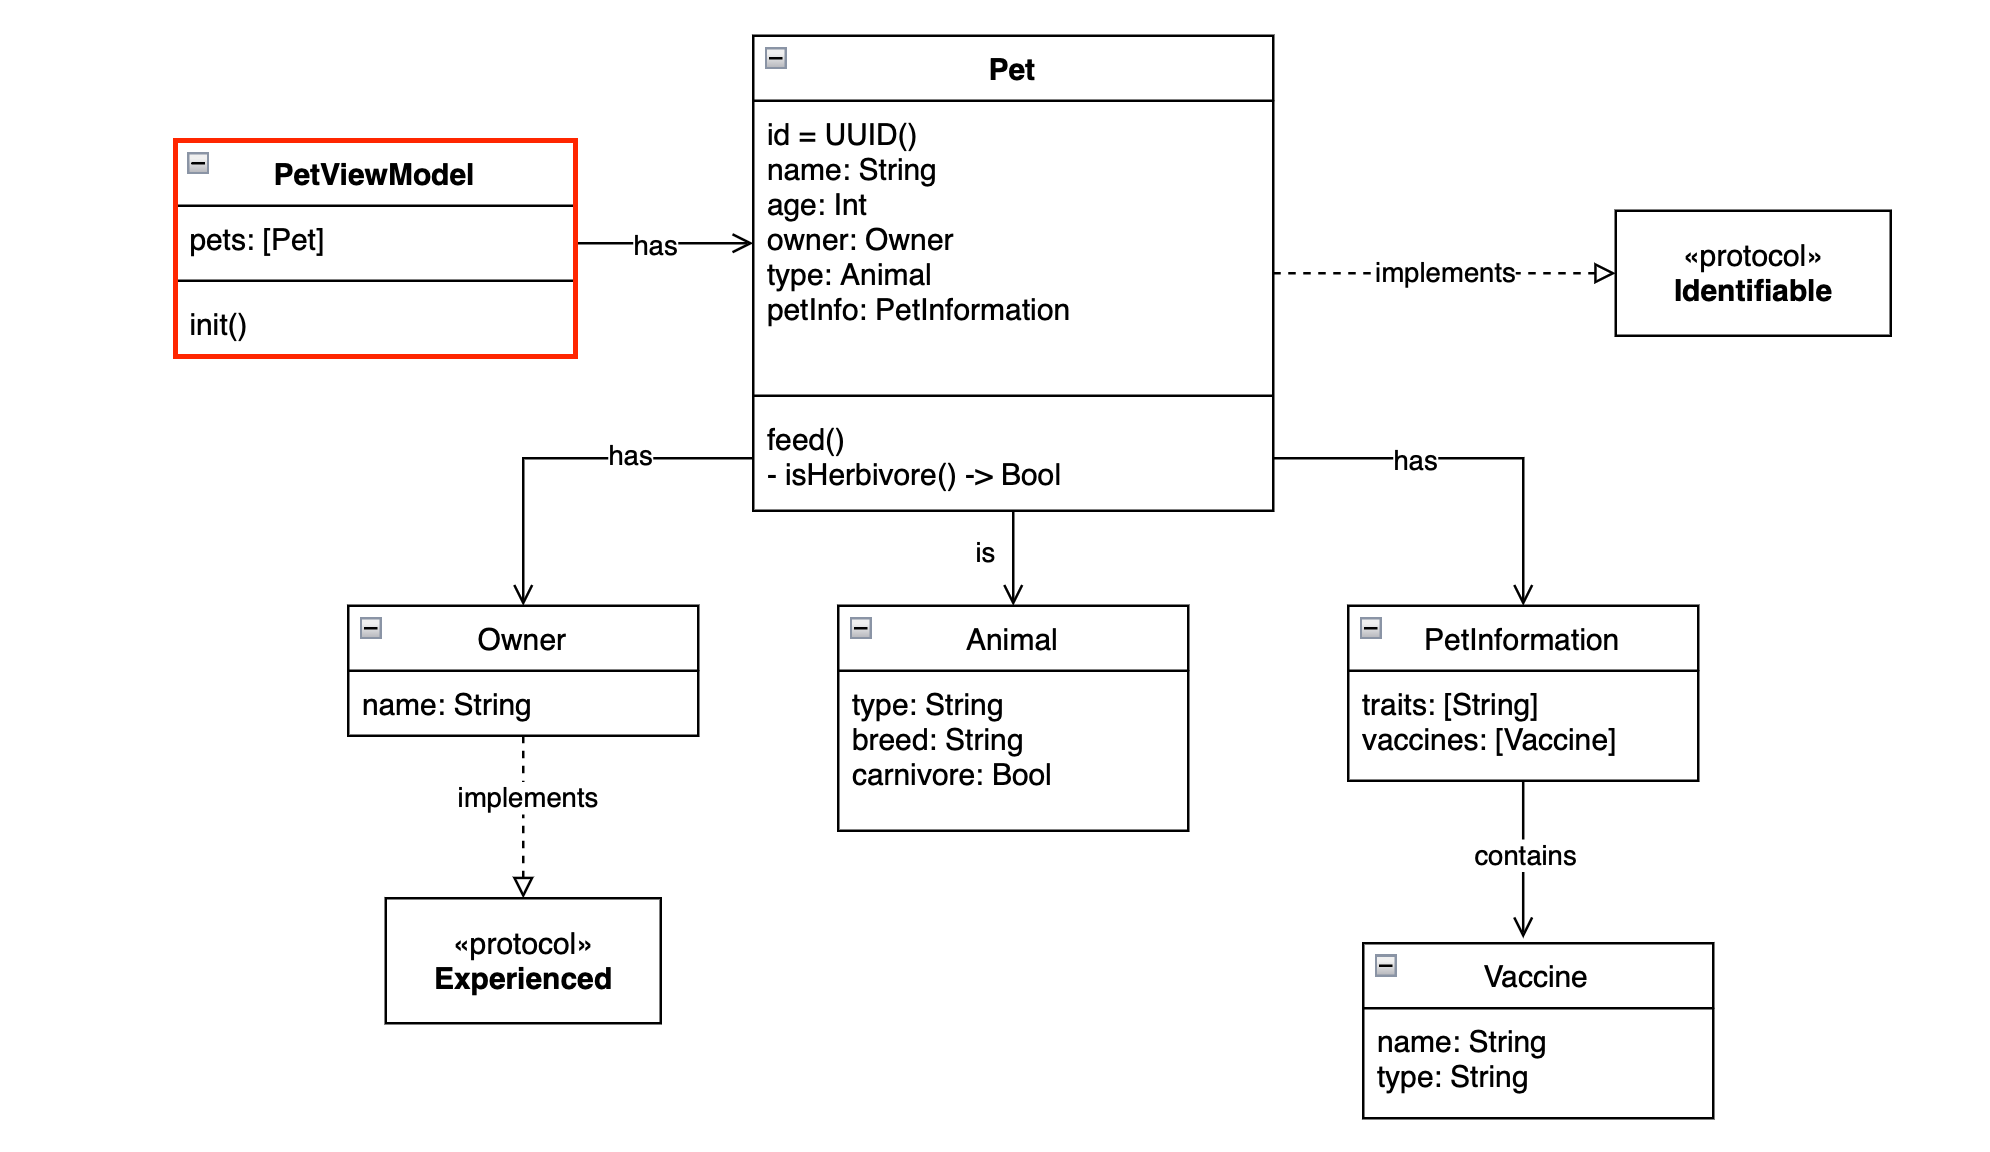 Pet
id = UUID()
name: String
age: Int
owner: Owner
type: Animal
petInfo: PetInformation
feed()
- isHerbivore() -> Bool
PetViewModel
pets: [Pet]
init()
has
implements
«protocol»
Identifiable
has
is
has
Owner
name: String
Animal
type: String
breed: String
carnivore: Bool
PetInformation
traits: [String]
vaccines: [Vaccine]
implements
contains
«protocol»
Experienced
Vaccine
name: String
type: String